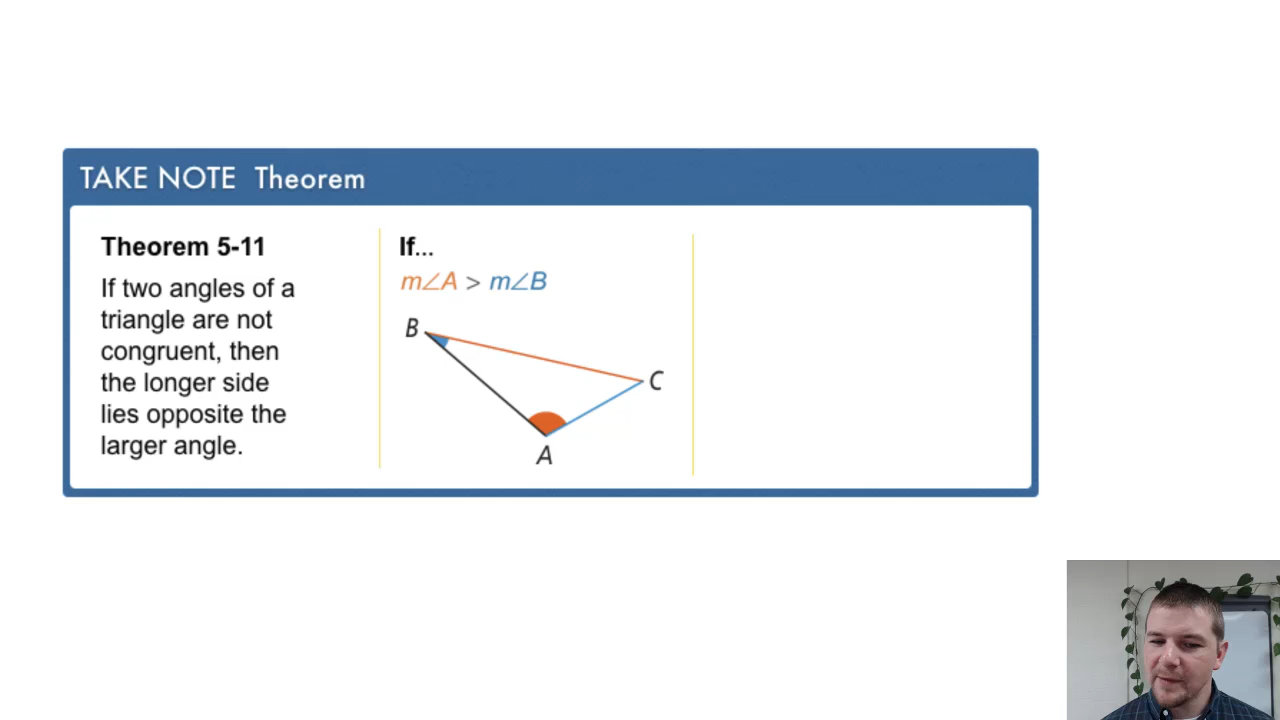 TAKE NOTE Theorem
Theorem 5-11
If two angles of a
triangle are not
congruent, then
the longer side
lies opposite the
larger angle.
If...
m∠A > m∠B
B
C
A